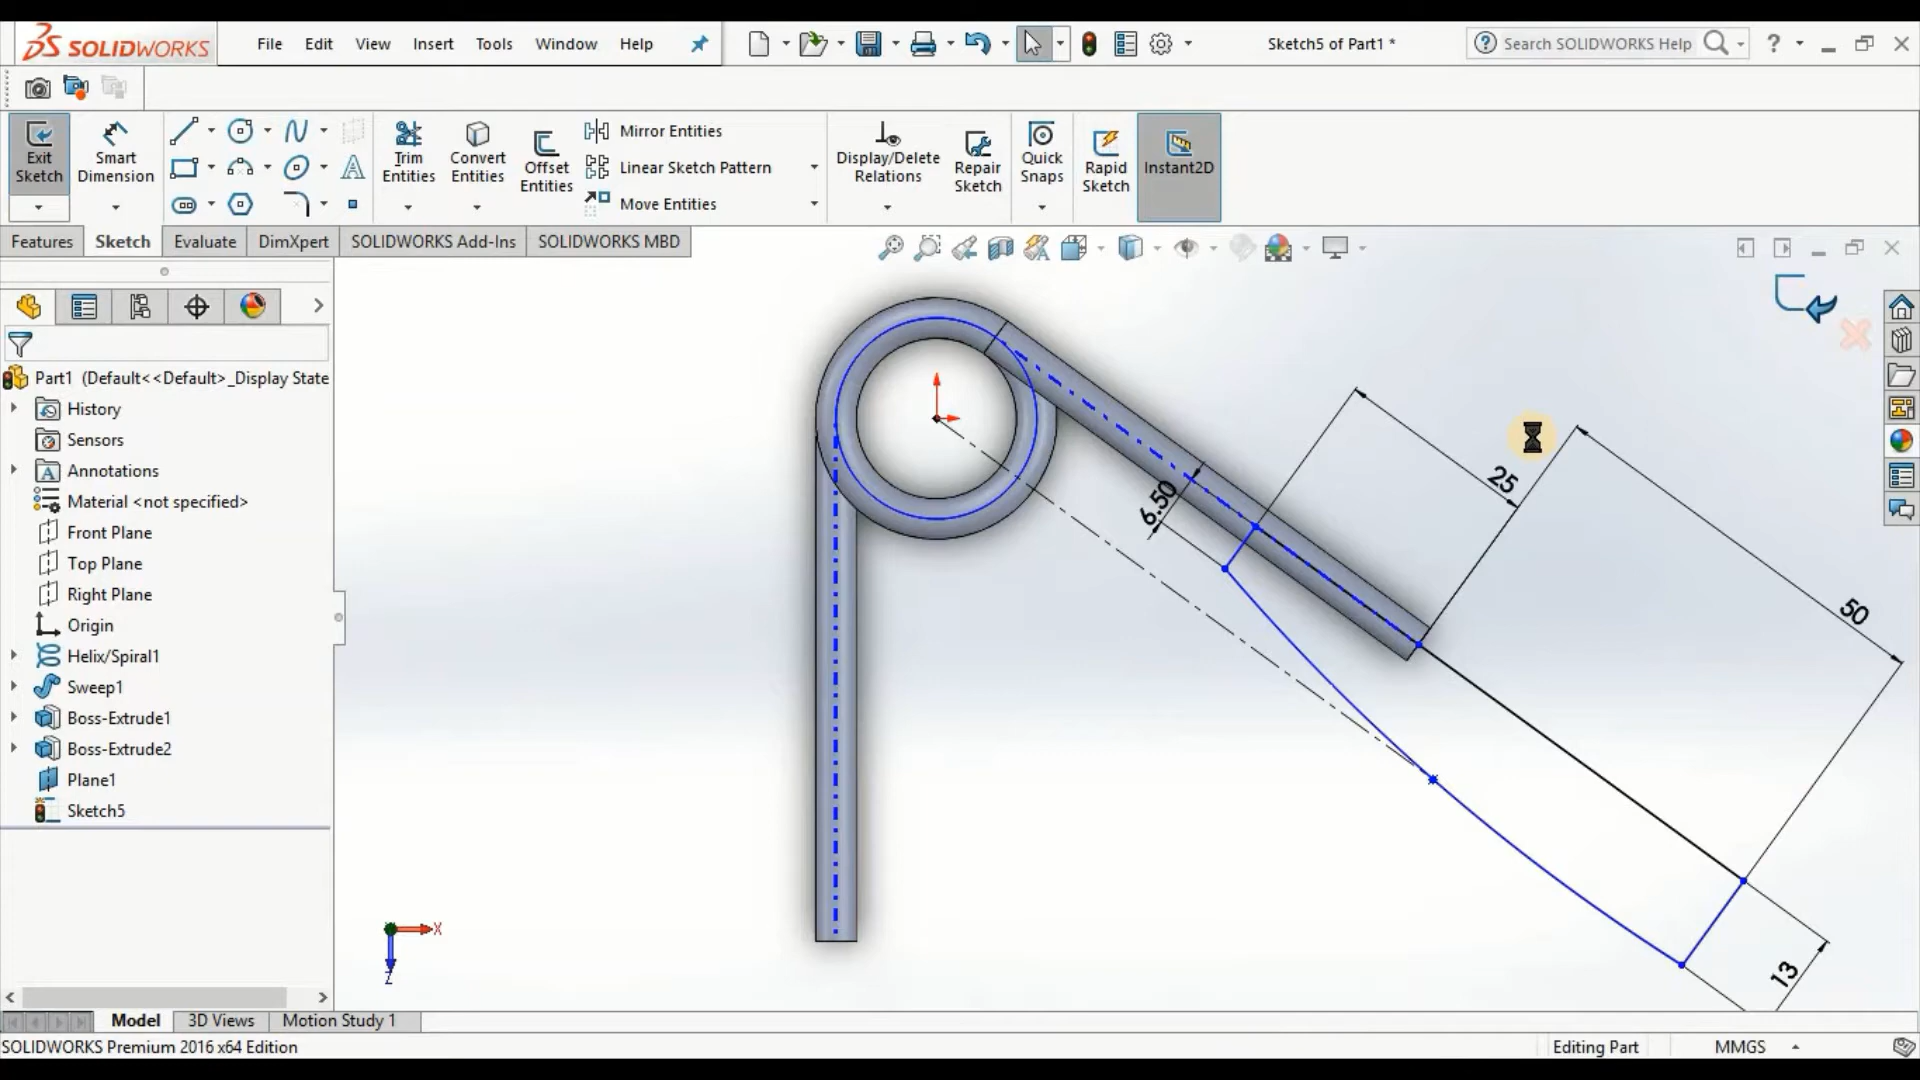 SOLIDWORKS File Edit View Insert Tools Window Help Sketch5 of Part1 * Search SOLIDWORKS Help
Exit Sketch
Smart Dimension
Trim Entities
Convert Entities
Offset Entities
Mirror Entities
Linear Sketch Pattern
Move Entities
Display/Delete Relations
Repair Sketch
Quick Snaps
Rapid Sketch
Instant2D
Features Sketch Evaluate DimXpert SOLIDWORKS Add-Ins SOLIDWORKS MBD
Part1 (Default<<Default>_Display State
History
Sensors
Annotations
Material <not specified>
Front Plane
Top Plane
Right Plane
Origin
Helix/Spiral1
Sweep1
Boss-Extrude1
Boss-Extrude2
Plane1
Sketch5
25
6.50
50
13
X
Z
Model 3D Views Motion Study 1
SOLIDWORKS Premium 2016 x64 Edition Editing Part MMGS